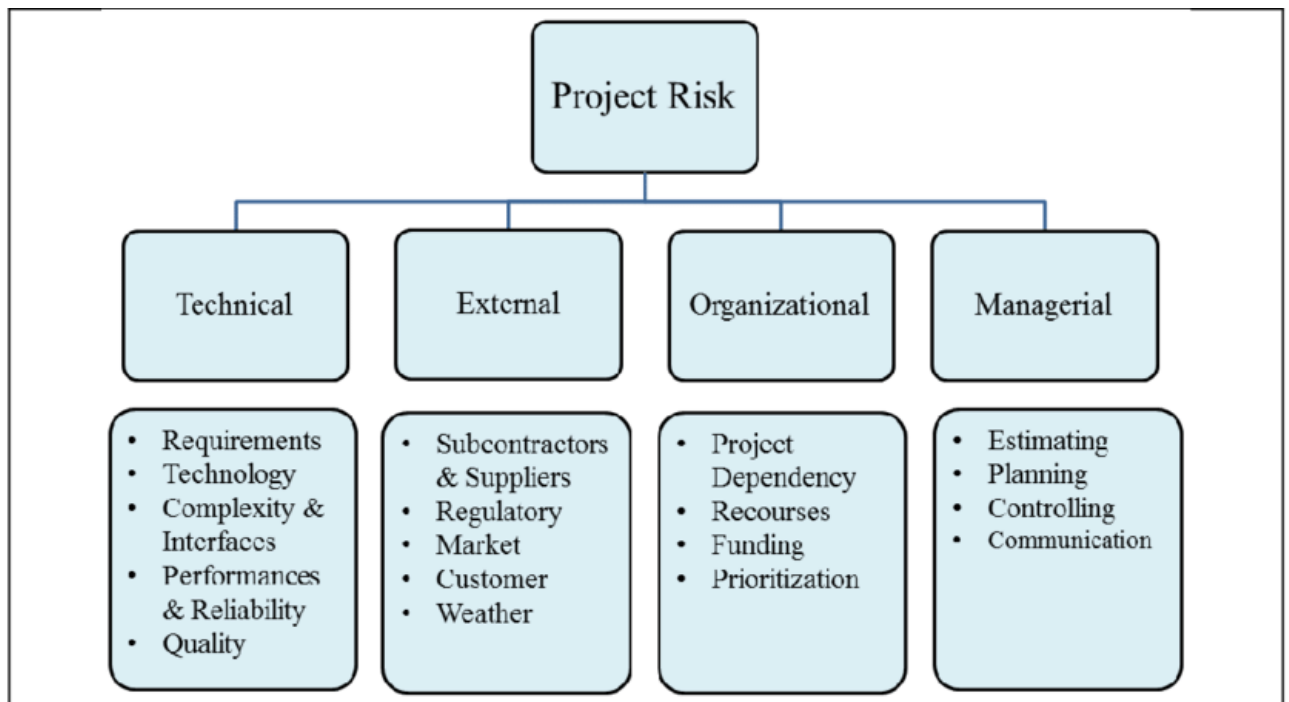 Project Risk
Technical
External
Organizational
Managerial
• Requirements
• Technology
• Complexity &
Interfaces
• Performances
& Reliability
• Quality
• Subcontractors
& Suppliers
• Regulatory
• Market
• Customer
• Weather
• Project
Dependency
• Recourses
• Funding
• Prioritization
• Estimating
• Planning
• Controlling
• Communication